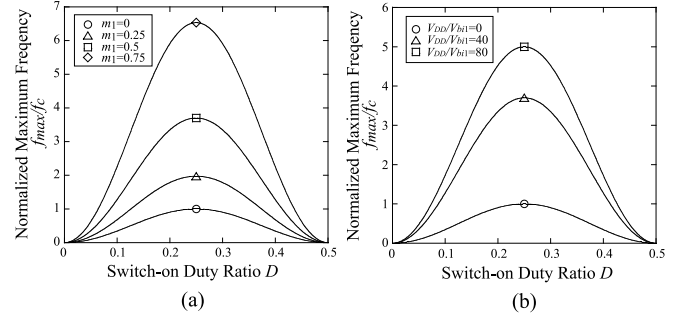 Normalized Maximum Freqency
fmax/fc
7
6
5
4
3
2
1
0
m1=0
m1=0.25
m1=0.5
m1=0.75
0 0.1 0.2 0.3 0.4 0.5
Switch-on Duty Ratio D
(a)
Normalized Maximum Freqency
fmax/fc
6
5
4
3
2
1
0
VDD/Vbi1=0
VDD/Vbi1=40
VDD/Vbi1=80
0 0.1 0.2 0.3 0.4 0.5
Switch-on Duty Ratio D
(b)